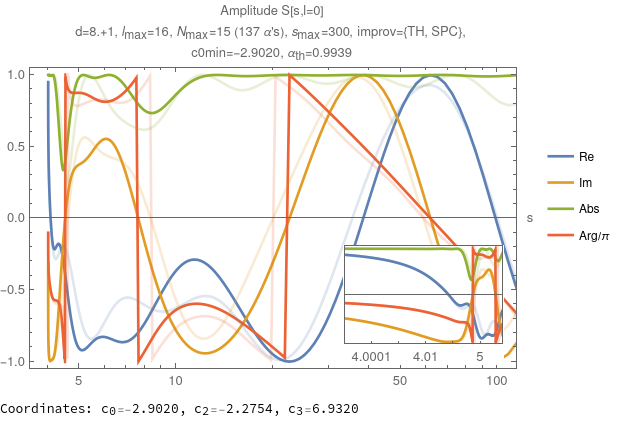 Amplitude S[s,l=0]
d=8.+1, lmax=16, Nmax=15 (137 α's), smax=300, improv={TH, SPC},
c0min=−2.9020, αth=0.9939
1.0
0.5
0.0
−0.5
−1.0
s
Re
Im
Abs
Arg/π
4.0001 4.01 5
5 10 50 100
Coordinates: c0=−2.9020, c2=−2.2754, c3=6.9320